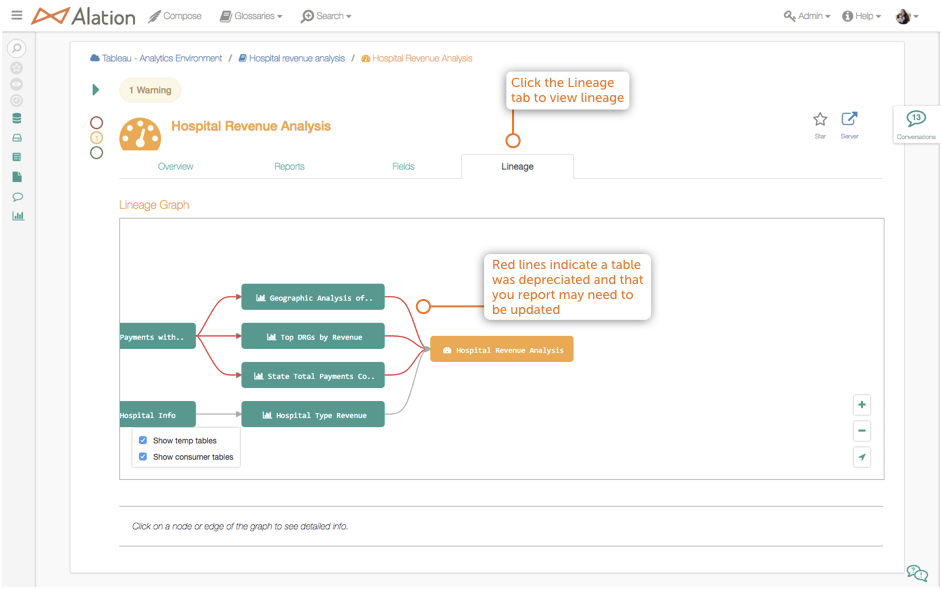 Alation
Compose
Glossaries
Search
Admin
Help
Tableau - Analytics Environment / Hospital revenue analysis / Hospital Revenue Analysis
1 Warning
Click the Lineage
tab to view lineage
Hospital Revenue Analysis
1
Star
Server
13
Conversations
Overview
Reports
Fields
Lineage
Lineage Graph
Red lines indicate a table
was depreciated and that
you report may need to
be updated
Geographic Analysis of..
Payments with..
Top DRGs by Revenue
Hospital Revenue Analysis
State Total Payments Co..
Hospital Info
Hospital Type Revenue
Show temp tables
Show consumer tables
Click on a node or edge of the graph to see detailed info.